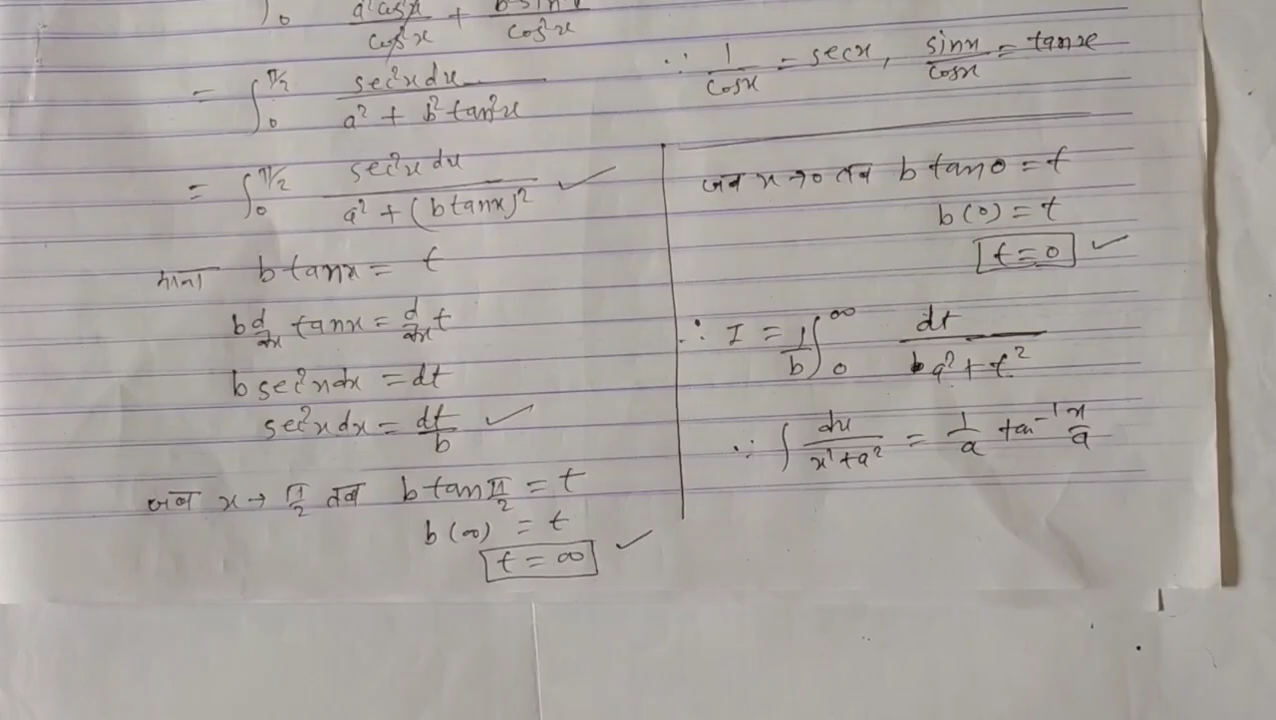 = ∫₀^π/2 sec²x dx / a² + b² tan²x
∵ 1/cosx = secx, sinx/cosx = tanx
= ∫₀^π/2 sec²x dx / a² + (b tanx)² ✓
माना b tanx = t
b d/dx tanx = d/dx t
b sec²x dx = dt
sec²x dx = dt/b ✓
जब x → π/2 तब b tan π/2 = t
b(∞) = t
t = ∞ ✓
जब x → 0 तब b tan0 = t
b(0) = t
t = 0 ✓
∴ I = 1/b ∫₀^∞ dt / a² + t²
∵ ∫ dx / x² + a² = 1/a tan⁻¹ x/a